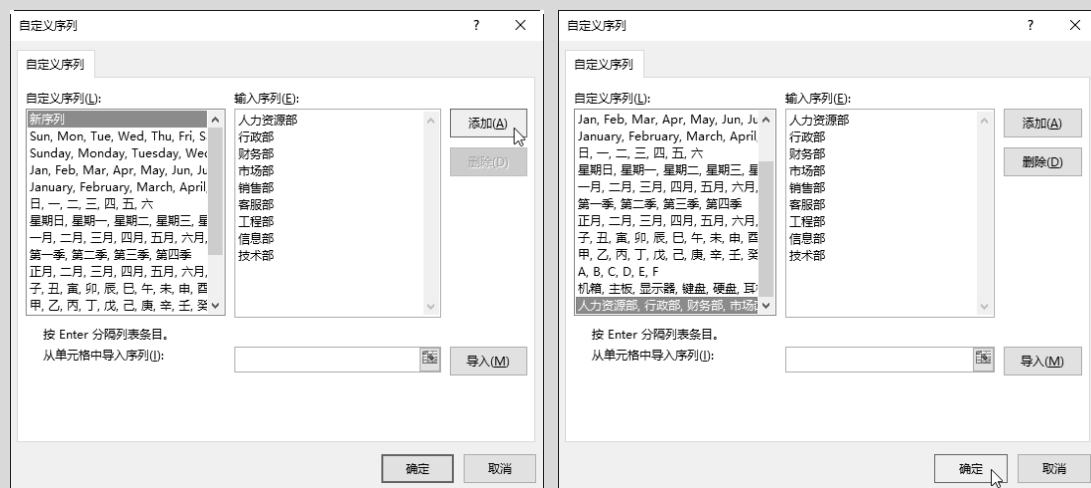 自定义序列
?
×
自定义序列
自定义序列(L):
输入序列(E):
新序列
Sun, Mon, Tue, Wed, Thu, Fri, S
Sunday, Monday, Tuesday, Wed
Jan, Feb, Mar, Apr, May, Jun, Ju
January, February, March, April,
日, 一, 二, 三, 四, 五, 六
星期日, 星期一, 星期二, 星期三, 星
一月, 二月, 三月, 四月, 五月, 六月,
第一季, 第二季, 第三季, 第四季
正月, 二月, 三月, 四月, 五月, 六月,
子, 丑, 寅, 卯, 辰, 巳, 午, 未, 申, 酉
甲, 乙, 丙, 丁, 戊, 己, 庚, 辛, 壬, 癸
人力资源部
行政部
财务部
市场部
销售部
客服部
工程部
信息部
技术部
添加(A)
删除(D)
按 Enter 分隔列表条目。
从单元格中导入序列(I):
导入(M)
确定
取消
自定义序列
?
×
自定义序列
自定义序列(L):
输入序列(E):
Jan, Feb, Mar, Apr, May, Jun, Ju
January, February, March, April,
日, 一, 二, 三, 四, 五, 六
星期日, 星期一, 星期二, 星期三, 星
一月, 二月, 三月, 四月, 五月, 六月,
第一季, 第二季, 第三季, 第四季
正月, 二月, 三月, 四月, 五月, 六月,
子, 丑, 寅, 卯, 辰, 巳, 午, 未, 申, 酉
甲, 乙, 丙, 丁, 戊, 己, 庚, 辛, 壬, 癸
A, B, C, D, E, F
机箱, 主板, 显示器, 键盘, 硬盘, 耳
人力资源部, 行政部, 财务部, 市场部
人力资源部
行政部
财务部
市场部
销售部
客服部
工程部
信息部
技术部
添加(A)
删除(D)
按 Enter 分隔列表条目。
从单元格中导入序列(I):
导入(M)
确定
取消